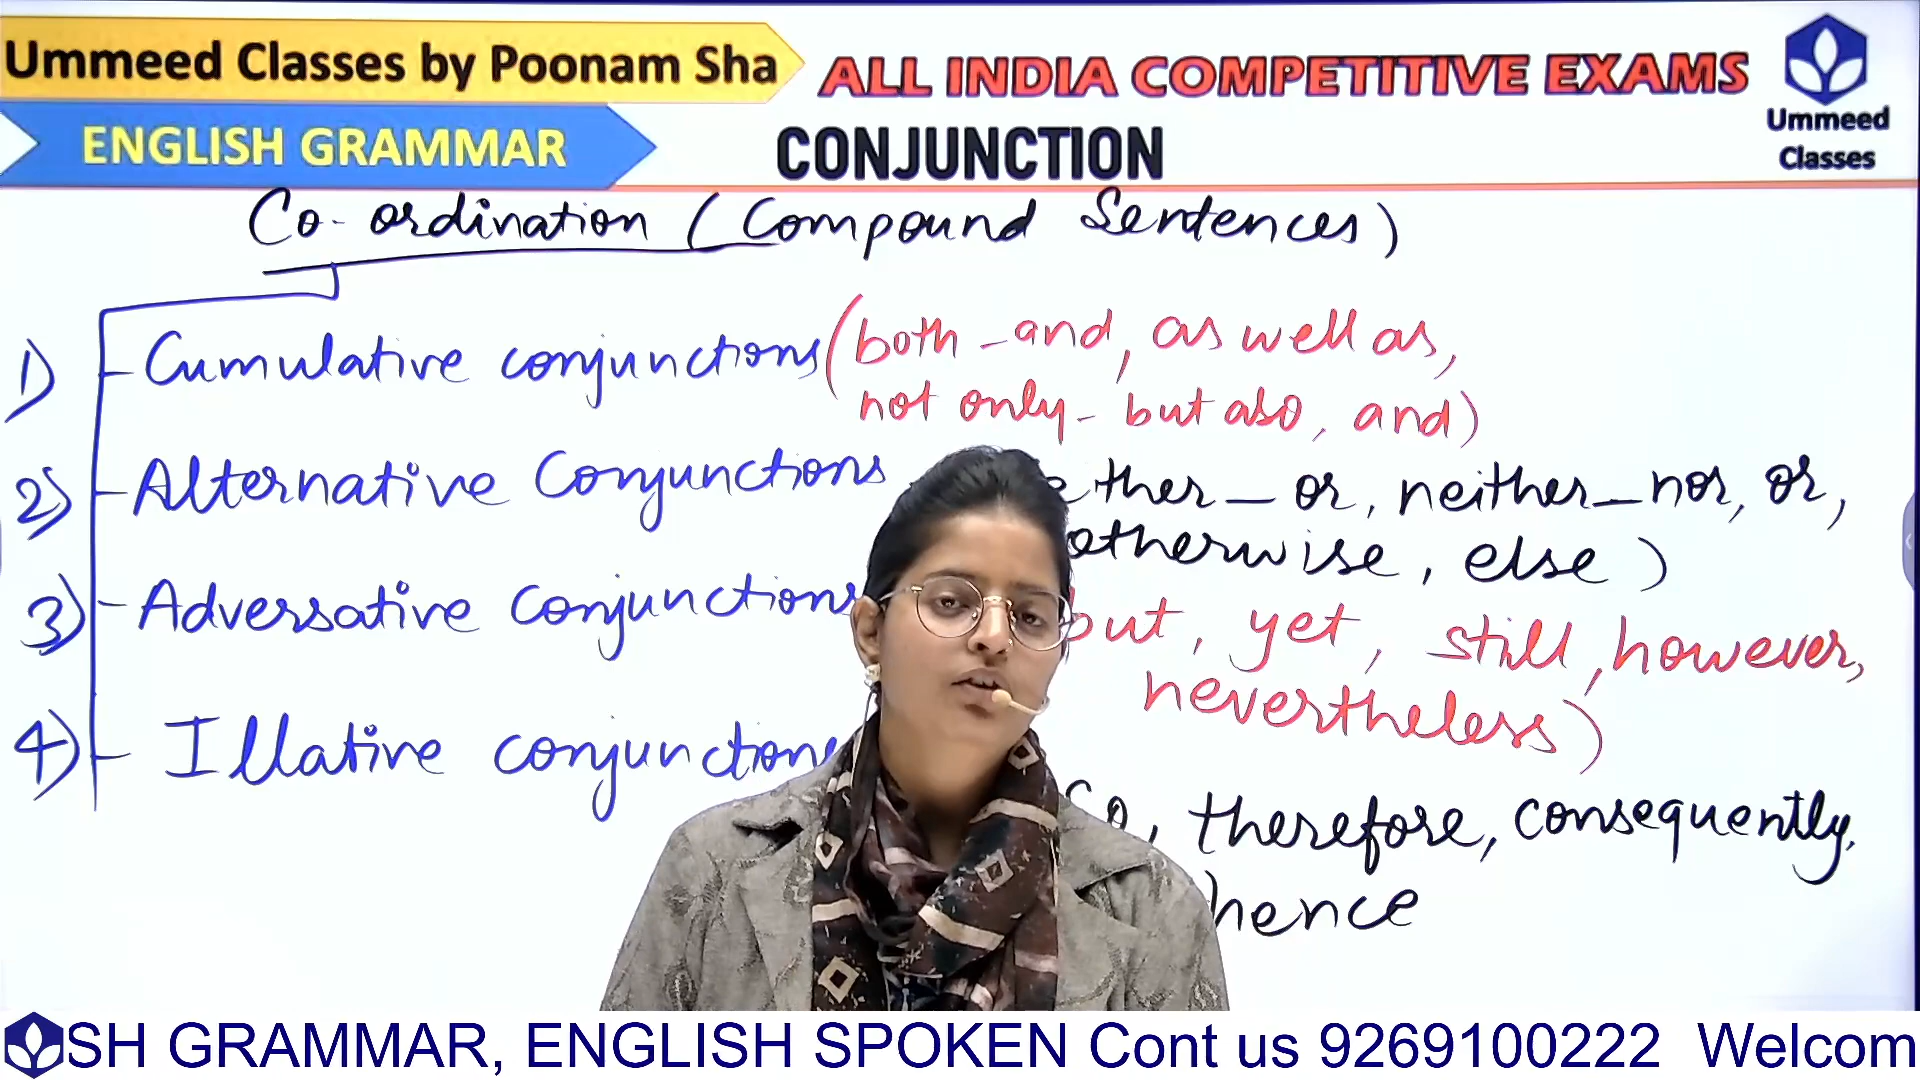 Ummeed Classes by Poonam Sha
ALL INDIA COMPETITIVE EXAMS
Ummeed
Classes
ENGLISH GRAMMAR
CONJUNCTION
Co-ordination (Compound Sentences)
1) Cumulative conjunctions (both - and, as well as,
not only - but also, and)
2) Alternative Conjunctions ether - or, neither - nor, or,
otherwise, else)
3) Adversative conjunctions but, yet, still, however,
nevertheless)
4) Illative conjunctions So, therefore, consequently,
hence
SH GRAMMAR, ENGLISH SPOKEN Cont us 9269100222 Welcom